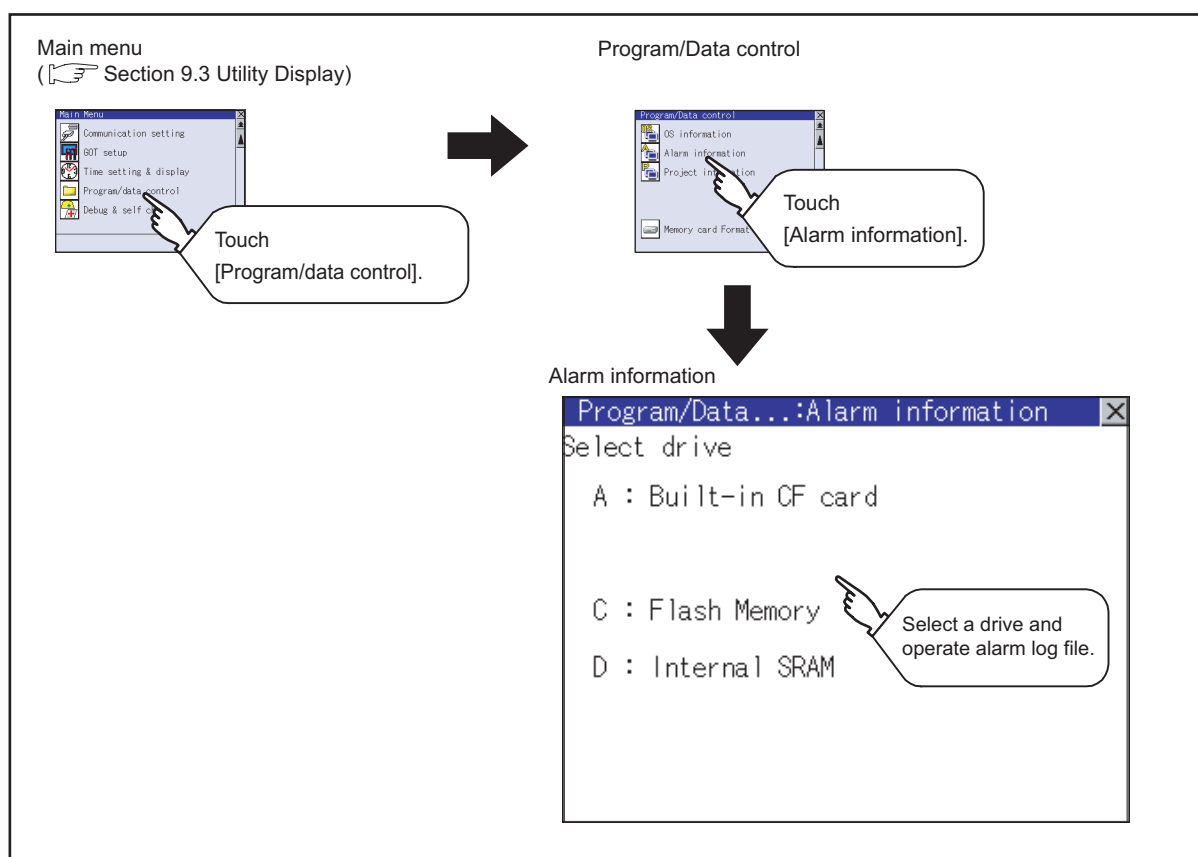 Main menu
( Section 9.3 Utility Display)
Main Menu
Communication setting
GOT setup
Time setting & display
Program/data control
Debug & self
Touch
[Program/data control].
Program/Data control
Program/Data control
OS information
Alarm information
Project information
Memory card Format
Touch
[Alarm information].
Alarm information
Program/Data...:Alarm information
Select drive
A : Built-in CF card
C : Flash Memory
D : Internal SRAM
Select a drive and
operate alarm log file.